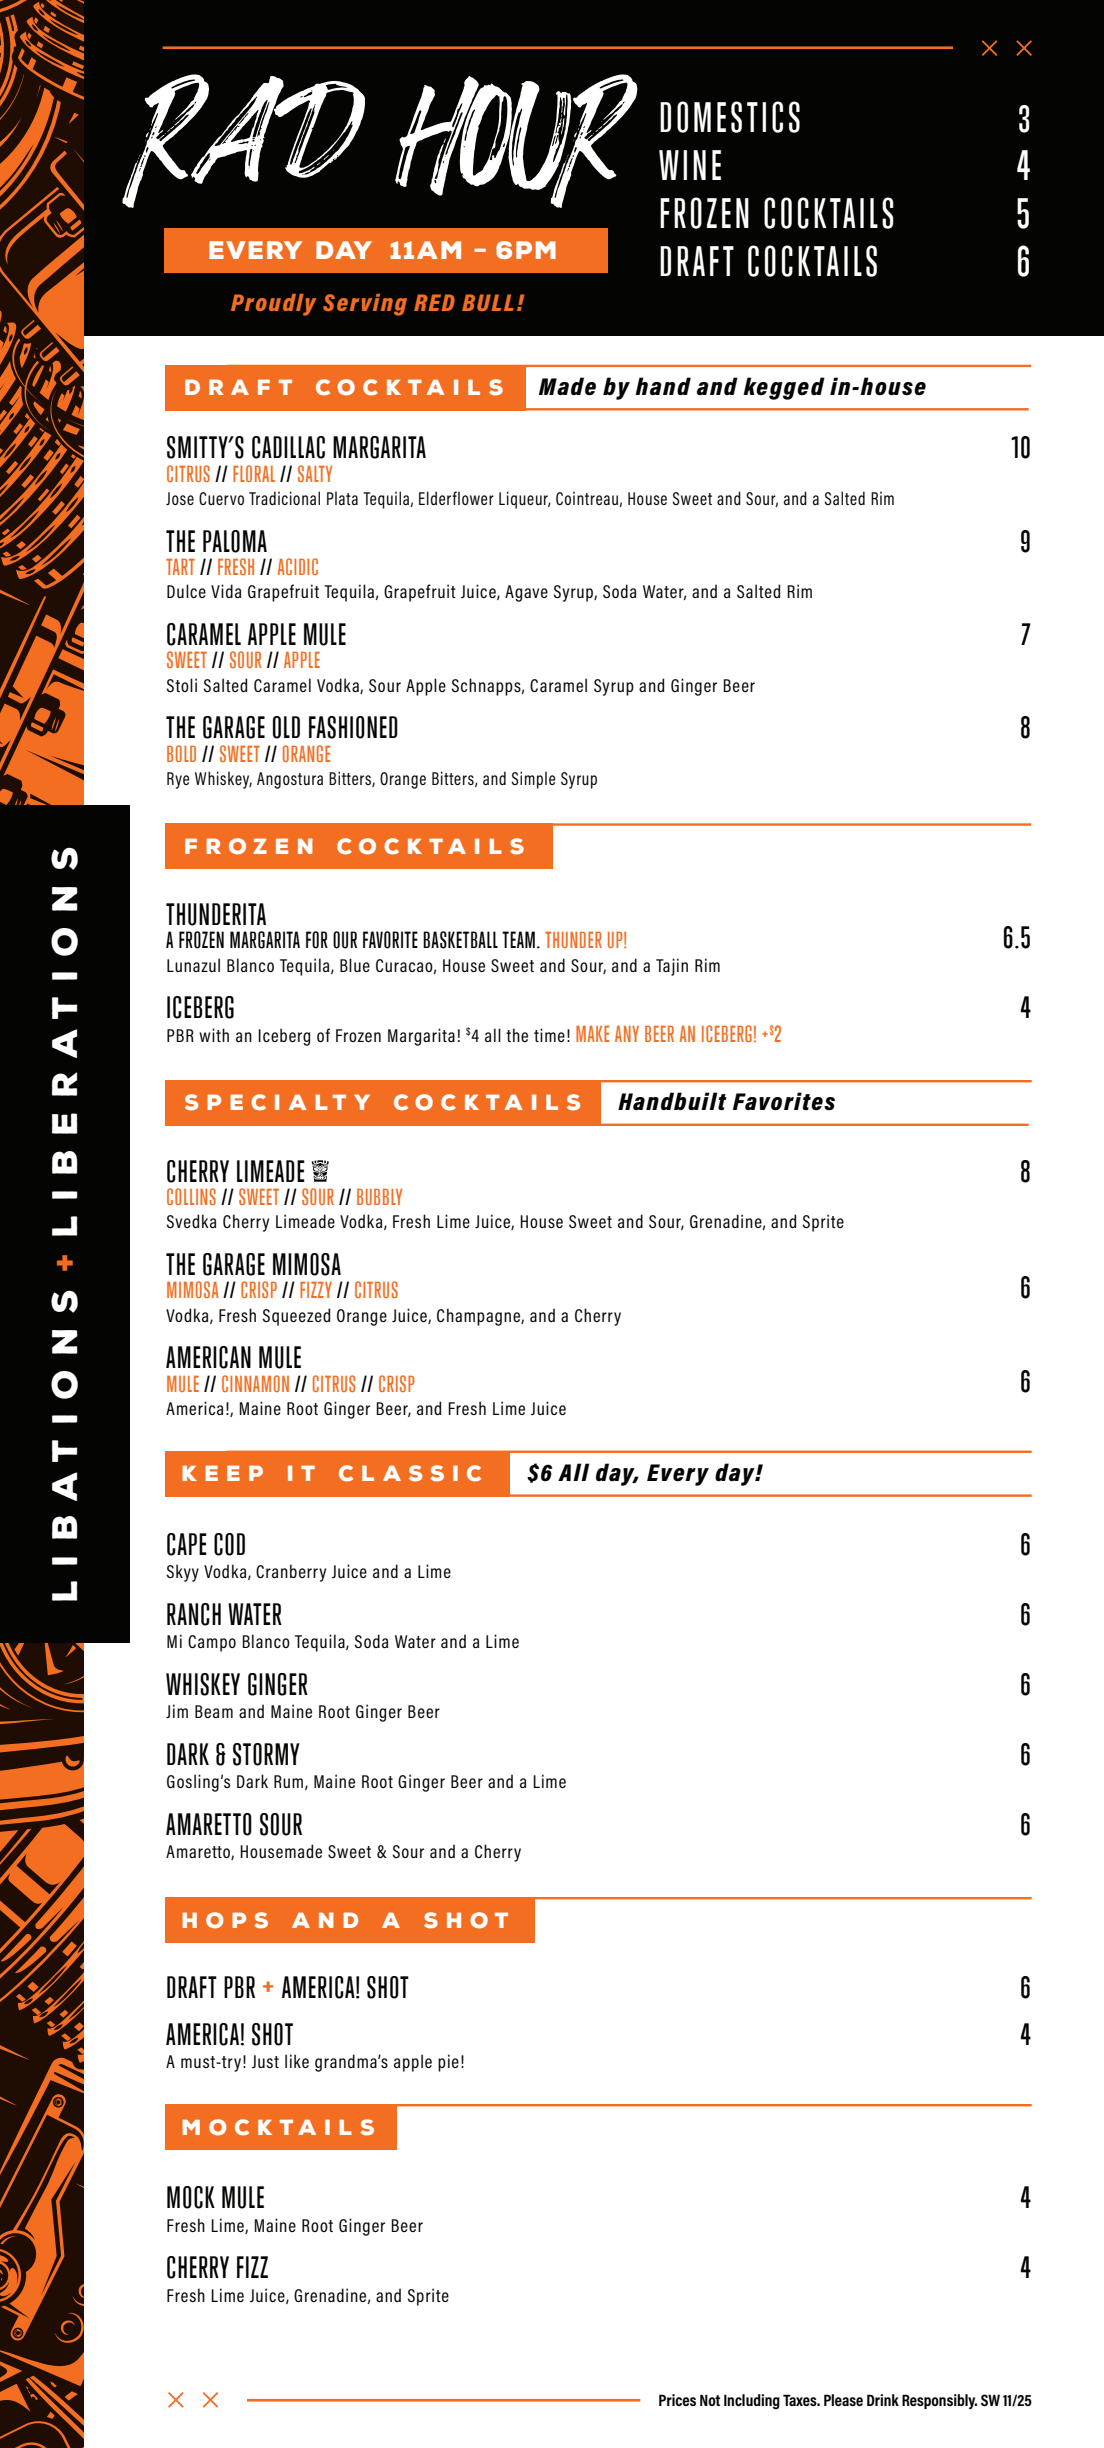 RAD HOUR
EVERY DAY 11AM – 6PM
Proudly Serving RED BULL!
DOMESTICS 3
WINE 4
FROZEN COCKTAILS 5
DRAFT COCKTAILS 6
LIBATIONS + LIBERATIONS
DRAFT COCKTAILS Made by hand and kegged in-house
SMITTY'S CADILLAC MARGARITA 10
CITRUS // FLORAL // SALTY
Jose Cuervo Tradicional Plata Tequila, Elderflower Liqueur, Cointreau, House Sweet and Sour, and a Salted Rim
THE PALOMA 9
TART // FRESH // ACIDIC
Dulce Vida Grapefruit Tequila, Grapefruit Juice, Agave Syrup, Soda Water, and a Salted Rim
CARAMEL APPLE MULE 7
SWEET // SOUR // APPLE
Stoli Salted Caramel Vodka, Sour Apple Schnapps, Caramel Syrup and Ginger Beer
THE GARAGE OLD FASHIONED 8
BOLD // SWEET // ORANGE
Rye Whiskey, Angostura Bitters, Orange Bitters, and Simple Syrup
FROZEN COCKTAILS
THUNDERITA
A FROZEN MARGARITA FOR OUR FAVORITE BASKETBALL TEAM. THUNDER UP! 6.5
Lunazul Blanco Tequila, Blue Curacao, House Sweet and Sour, and a Tajin Rim
ICEBERG 4
PBR with an Iceberg of Frozen Margarita! $4 all the time! MAKE ANY BEER AN ICEBERG! +$2
SPECIALTY COCKTAILS Handbuilt Favorites
CHERRY LIMEADE 8
COLLINS // SWEET // SOUR // BUBBLY
Svedka Cherry Limeade Vodka, Fresh Lime Juice, House Sweet and Sour, Grenadine, and Sprite
THE GARAGE MIMOSA
MIMOSA // CRISP // FIZZY // CITRUS 6
Vodka, Fresh Squeezed Orange Juice, Champagne, and a Cherry
AMERICAN MULE
MULE // CINNAMON // CITRUS // CRISP 6
America!, Maine Root Ginger Beer, and Fresh Lime Juice
KEEP IT CLASSIC $6 All day, Every day!
CAPE COD 6
Skyy Vodka, Cranberry Juice and a Lime
RANCH WATER 6
Mi Campo Blanco Tequila, Soda Water and a Lime
WHISKEY GINGER 6
Jim Beam and Maine Root Ginger Beer
DARK & STORMY 6
Gosling's Dark Rum, Maine Root Ginger Beer and a Lime
AMARETTO SOUR 6
Amaretto, Housemade Sweet & Sour and a Cherry
HOPS AND A SHOT
DRAFT PBR + AMERICA! SHOT 6
AMERICA! SHOT 4
A must-try! Just like grandma's apple pie!
MOCKTAILS
MOCK MULE 4
Fresh Lime, Maine Root Ginger Beer
CHERRY FIZZ 4
Fresh Lime Juice, Grenadine, and Sprite
Prices Not Including Taxes. Please Drink Responsibly. SW 11/25